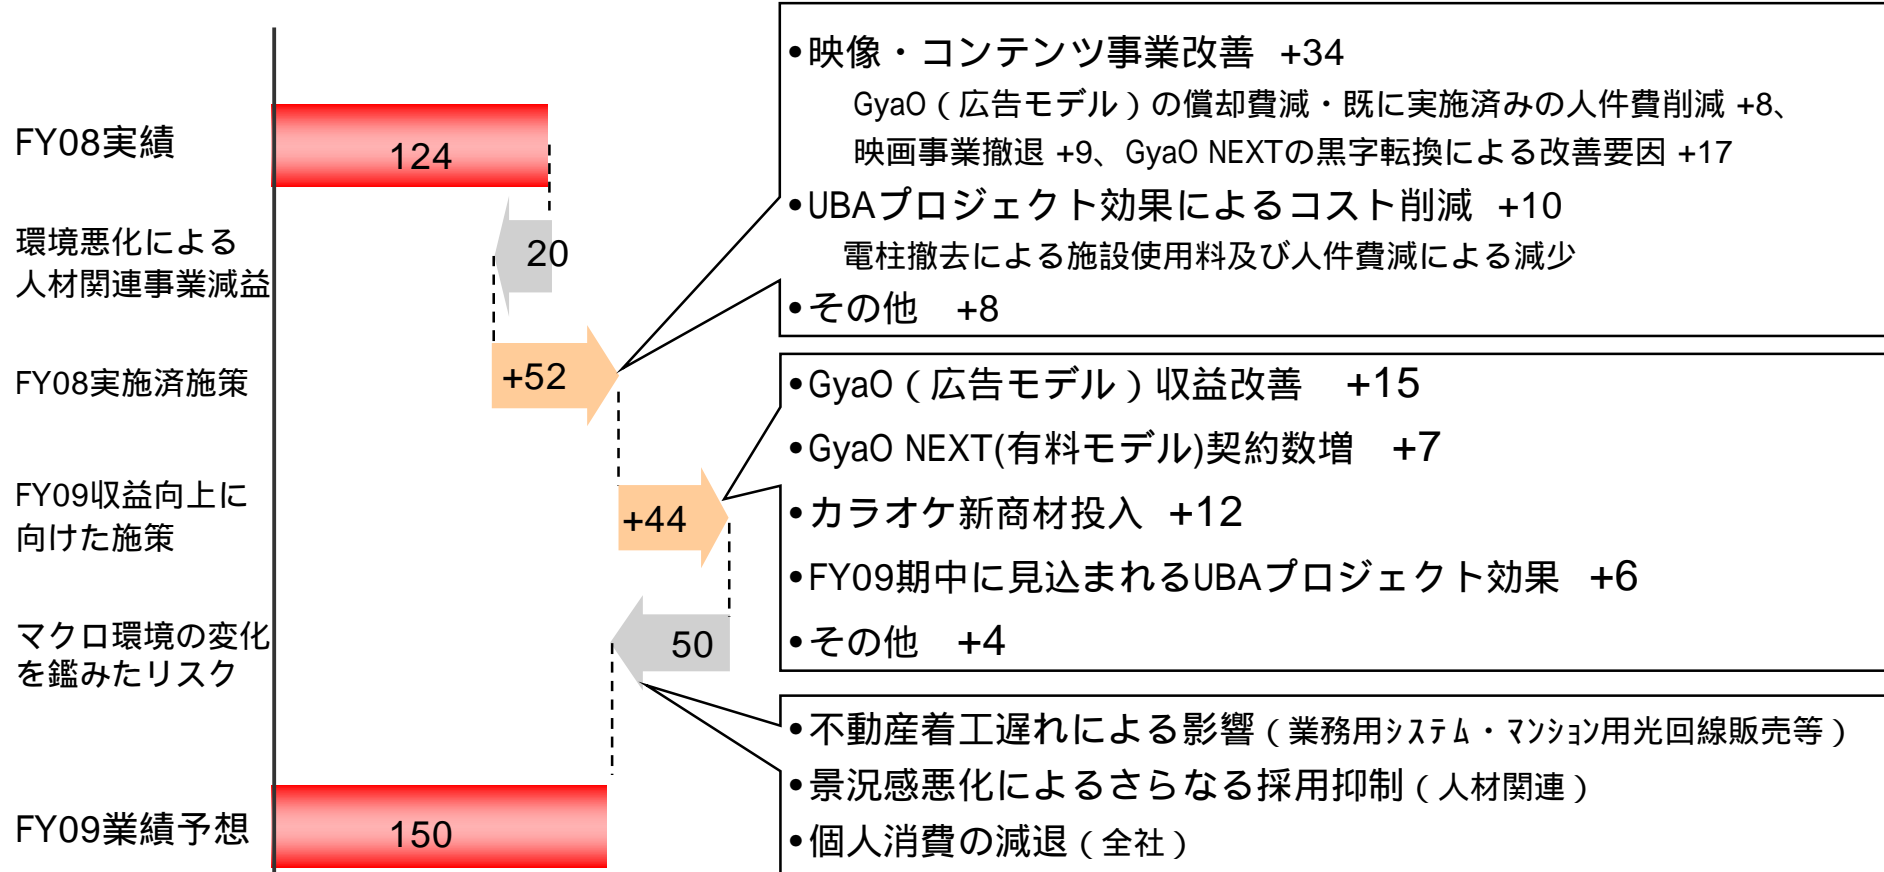 FY08実績
124
環境悪化による
人材関連事業減益
20
FY08実施済施策
+52
FY09収益向上に
向けた施策
+44
マクロ環境の変化
を鑑みたリスク
50
FY09業績予想
150
•映像・コンテンツ事業改善 +34
GyaO(広告モデル)の償却費減・既に実施済みの人件費削減 +8、
映画事業撤退 +9、GyaO NEXTの黒字転換による改善要因 +17
•UBAプロジェクト効果によるコスト削減 +10
電柱撤去による施設使用料及び人件費減による減少
•その他 +8
•GyaO(広告モデル)収益改善 +15
•GyaO NEXT(有料モデル)契約数増 +7
•カラオケ新商材投入 +12
•FY09期中に見込まれるUBAプロジェクト効果 +6
•その他 +4
•不動産着工遅れによる影響(業務用ｼｽﾃﾑ・ﾏﾝｼｮﾝ用光回線販売等)
•景況感悪化によるさらなる採用抑制(人材関連)
•個人消費の減退(全社)